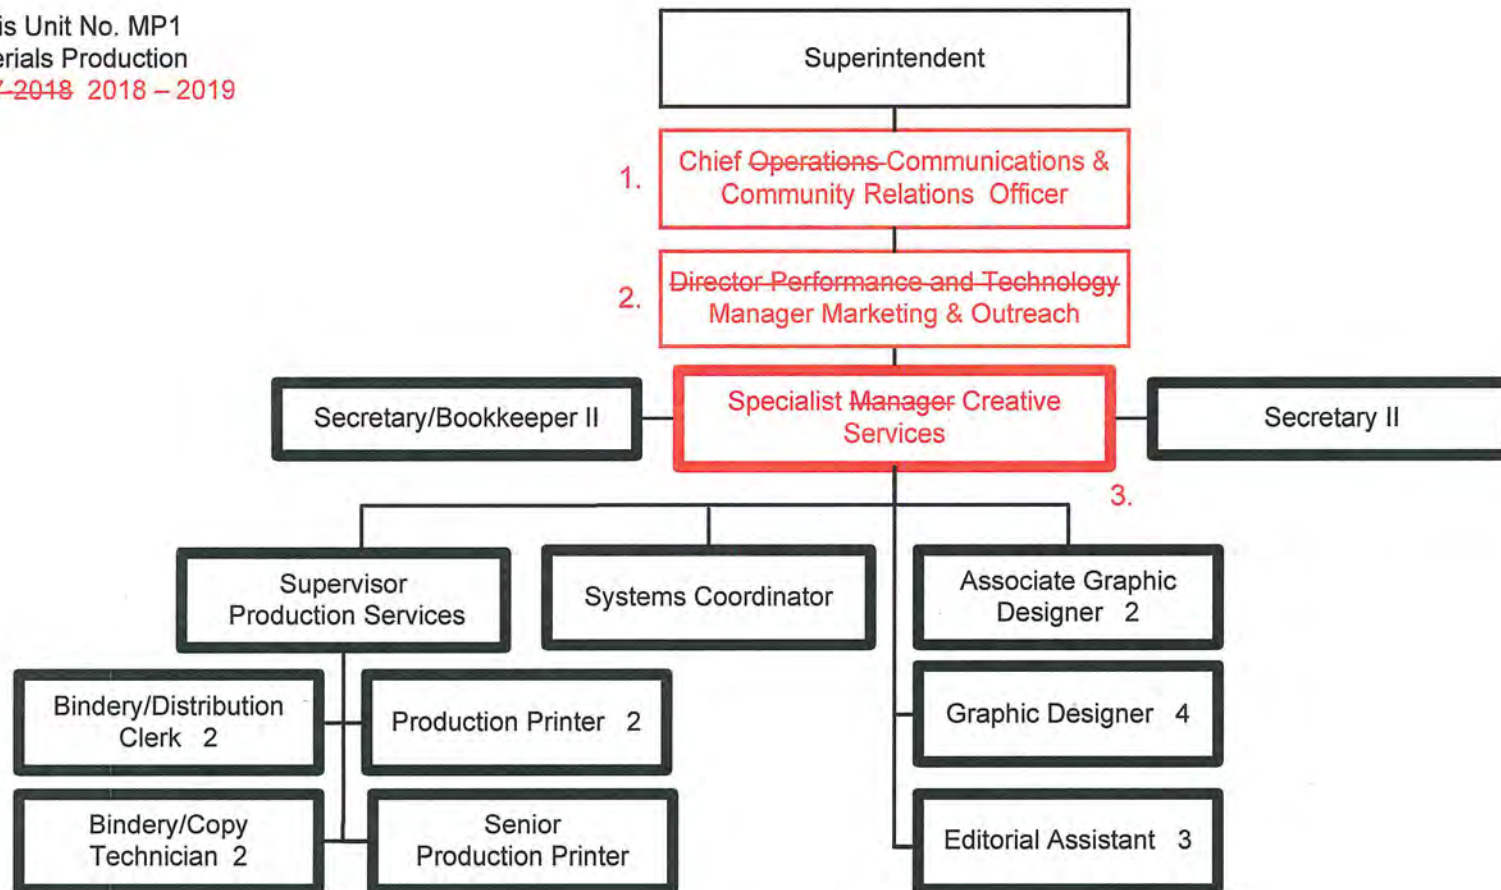 is Unit No. MP1
erials Production
7-2018 2018 – 2019
Superintendent
1.
Chief Operations Communications &
Community Relations Officer
2.
Director Performance and Technology
Manager Marketing & Outreach
Secretary/Bookkeeper II
Specialist Manager Creative
Services
Secretary II
3.
Supervisor
Production Services
Systems Coordinator
Associate Graphic
Designer 2
Bindery/Distribution
Clerk 2
Production Printer 2
Graphic Designer 4
Bindery/Copy
Technician 2
Senior
Production Printer
Editorial Assistant 3